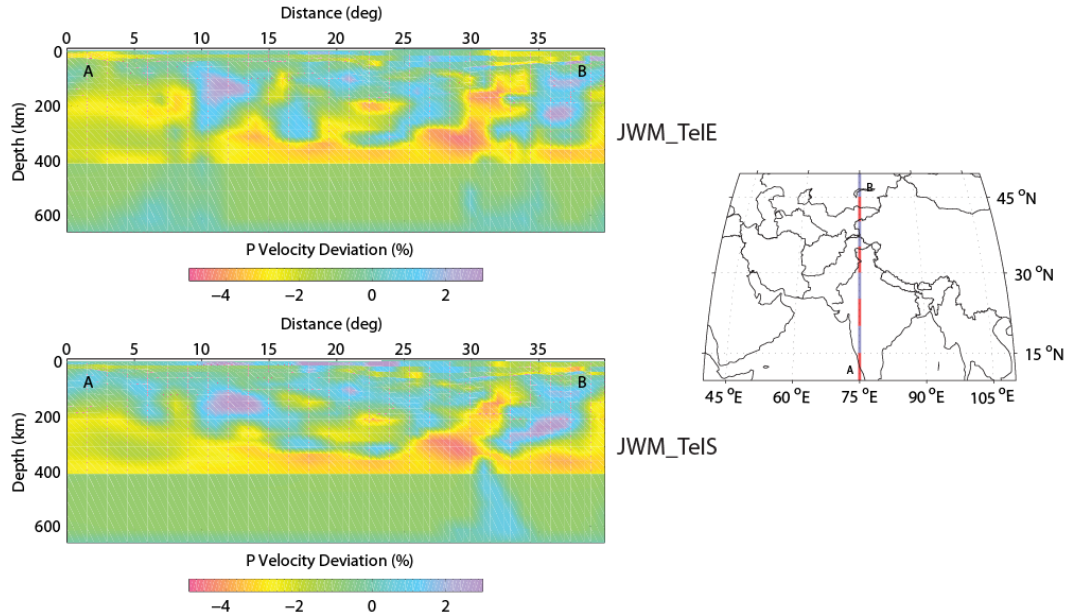 Distance (deg)
0 5 10 15 20 25 30 35
0
200
400
600
Depth (km)
A
B
JWM_TelE
P Velocity Deviation (%)
−4 −2 0 2
Distance (deg)
0 5 10 15 20 25 30 35
0
200
400
600
Depth (km)
A
B
JWM_TelS
P Velocity Deviation (%)
−4 −2 0 2
B
A
45 °N
30 °N
15 °N
45 °E 60 °E 75 °E 90 °E 105 °E